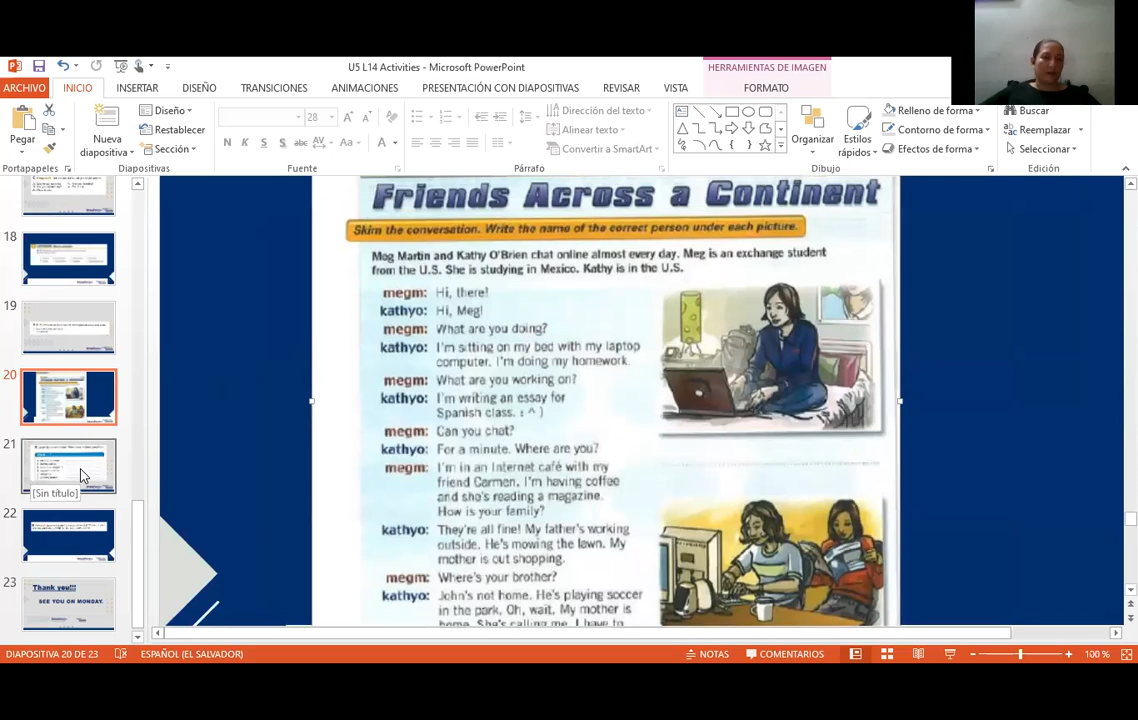 U5 L14 Activities - Microsoft PowerPoint
HERRAMIENTAS DE IMAGEN
ARCHIVO INICIO INSERTAR DISEÑO TRANSICIONES ANIMACIONES PRESENTACIÓN CON DIAPOSITIVAS REVISAR VISTA FORMATO
Pegar
Nueva diapositiva
Diseño
Restablecer
Sección
28
N K S S abc AV Aa A
Dirección del texto
Alinear texto
Convertir a SmartArt
Organizar
Estilos rápidos
Relleno de forma
Contorno de forma
Efectos de forma
Buscar
Reemplazar
Seleccionar
Portapapeles Diapositivas Fuente Párrafo Dibujo Edición
18
19
20
21
[Sin título]
22
23
Thank you!!!
SEE YOU ON MONDAY.
Friends Across a Continent
Skim the conversation. Write the name of the correct person under each picture.
Meg Martin and Kathy O'Brien chat online almost every day. Meg is an exchange student
from the U.S. She is studying in Mexico. Kathy is in the U.S.
megm: Hi, there!
kathyo: Hi, Meg!
megm: What are you doing?
kathyo: I'm sitting on my bed with my laptop
computer. I'm doing my homework.
megm: What are you working on?
kathyo: I'm writing an essay for
Spanish class. : ^ )
megm: Can you chat?
kathyo: For a minute. Where are you?
megm: I'm in an Internet café with my
friend Carmen. I'm having coffee
and she's reading a magazine.
How is your family?
kathyo: They're all fine! My father's working
outside. He's mowing the lawn. My
mother is out shopping.
megm: Where's your brother?
kathyo: John's not home. He's playing soccer
in the park. Oh, wait. My mother is
home. She's calling me. I have to
DIAPOSITIVA 20 DE 23 ESPAÑOL (EL SALVADOR) NOTAS COMENTARIOS 100 %